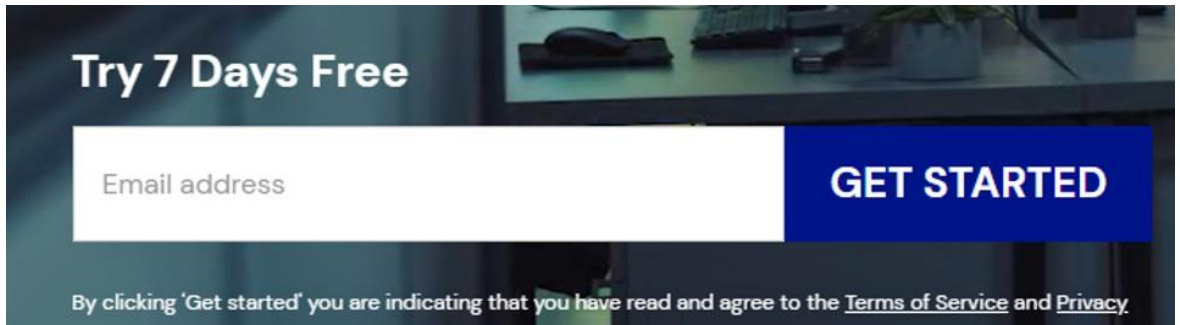 Try 7 Days Free
Email address
GET STARTED
By clicking 'Get started' you are indicating that you have read and agree to the Terms of Service and Privacy